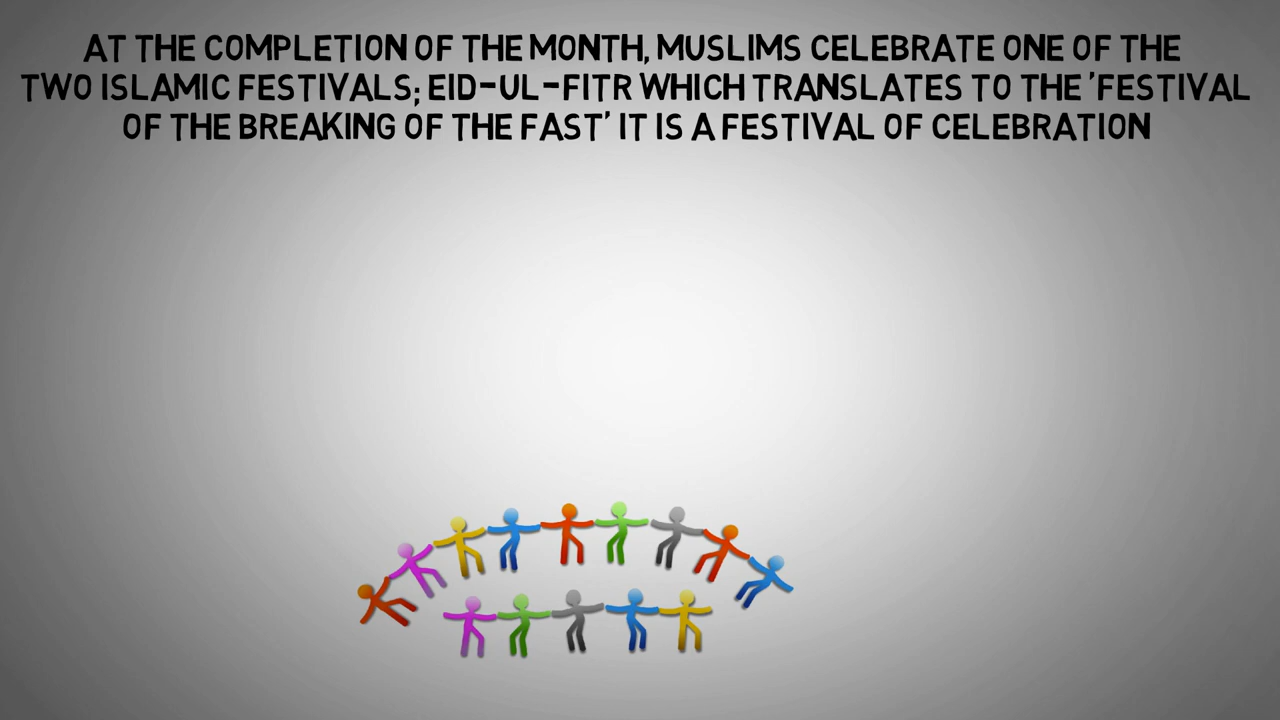 AT THE COMPLETION OF THE MONTH, MUSLIMS CELEBRATE ONE OF THE
TWO ISLAMIC FESTIVALS; EID-UL-FITR WHICH TRANSLATES TO THE 'FESTIVAL
OF THE BREAKING OF THE FAST' IT IS A FESTIVAL OF CELEBRATION